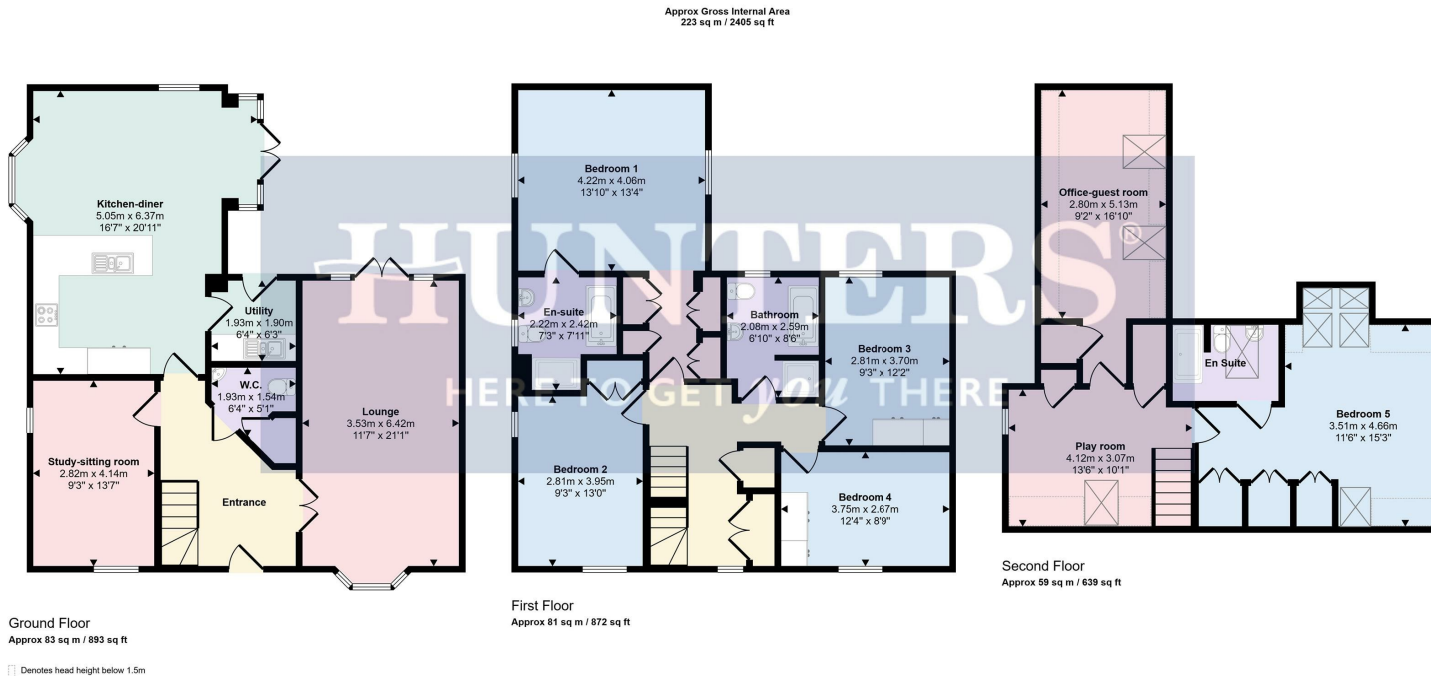 Approx Gross Internal Area
223 sq m / 2405 sq ft
Kitchen-diner
5.05m x 6.37m
16'7" x 20'11"
Utility
1.93m x 1.90m
6'4" x 6'3"
W.C.
1.93m x 1.54m
6'4" x 5'1"
Lounge
3.53m x 6.42m
11'7" x 21'1"
Study-sitting room
2.82m x 4.14m
9'3" x 13'7"
Entrance
Ground Floor
Approx 83 sq m / 893 sq ft
Denotes head height below 1.5m
Bedroom 1
4.22m x 4.06m
13'10" x 13'4"
En-suite
2.22m x 2.42m
7'3" x 7'11"
Bathroom
2.08m x 2.59m
6'10" x 8'6"
Bedroom 3
2.81m x 3.70m
9'3" x 12'2"
Bedroom 2
2.81m x 3.95m
9'3" x 13'0"
Bedroom 4
3.75m x 2.67m
12'4" x 8'9"
First Floor
Approx 81 sq m / 872 sq ft
Office-guest room
2.80m x 5.13m
9'2" x 16'10"
En Suite
Bedroom 5
3.51m x 4.66m
11'6" x 15'3"
Play room
4.12m x 3.07m
13'6" x 10'1"
Second Floor
Approx 59 sq m / 639 sq ft
HUNTERS®
HERE TO GET you THERE